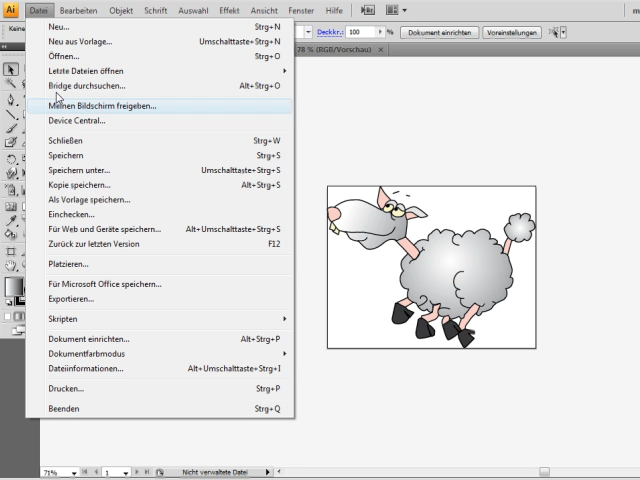 Ai Datei Bearbeiten Objekt Schrift Auswahl Effekt Ansicht Fenster Hilfe Br
Keine Deckkr.: 100 % Dokument einrichten Voreinstellungen
78 % (RGB/Vorschau) ×
Neu... Strg+N
Neu aus Vorlage... Umschalttaste+Strg+N
Öffnen... Strg+O
Letzte Dateien öffnen
Bridge durchsuchen... Alt+Strg+O
Meinen Bildschirm freigeben...
Device Central...
Schließen Strg+W
Speichern Strg+S
Speichern unter... Umschalttaste+Strg+S
Kopie speichern... Alt+Strg+S
Als Vorlage speichern...
Einchecken...
Für Web und Geräte speichern... Alt+Umschalttaste+Strg+S
Zurück zur letzten Version F12
Platzieren...
Für Microsoft Office speichern...
Exportieren...
Skripten
Dokument einrichten... Alt+Strg+P
Dokumentfarbmodus
Dateiinformationen... Alt+Umschalttaste+Strg+I
Drucken... Strg+P
Beenden Strg+Q
71% 1 Nicht verwaltete Datei